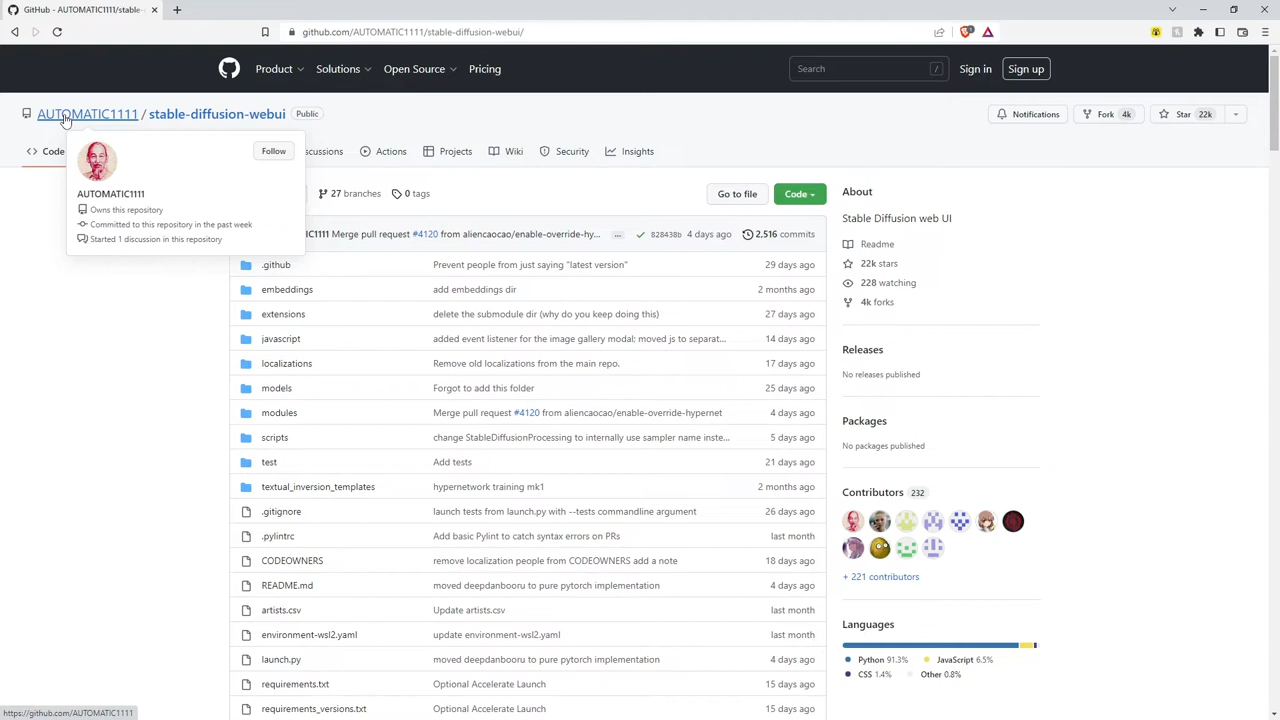 GitHub - AUTOMATIC1111/stable-
github.com/AUTOMATIC1111/stable-diffusion-webui/
Product Solutions Open Source Pricing Search / Sign in Sign up
AUTOMATIC1111 / stable-diffusion-webui Public Notifications Fork 4k Star 22k
Code cussions Actions Projects Wiki Security Insights
Follow
AUTOMATIC1111
Owns this repository
Committed to this repository in the past week
Started 1 discussion in this repository
27 branches 0 tags Go to file Code
C1111 Merge pull request #4120 from aliencaocao/enable-override-hy... ... 828438b 4 days ago 2,516 commits
.github Prevent people from just saying "latest version" 29 days ago
embeddings add embeddings dir 2 months ago
extensions delete the submodule dir (why do you keep doing this) 27 days ago
javascript added event listener for the image gallery modal; moved js to separat... 14 days ago
localizations Remove old localizations from the main repo. 17 days ago
models Forgot to add this folder 25 days ago
modules Merge pull request #4120 from aliencaocao/enable-override-hypernet 4 days ago
scripts change StableDiffusionProcessing to internally use sampler name inste... 5 days ago
test Add tests 21 days ago
textual_inversion_templates hypernetwork training mk1 2 months ago
.gitignore launch tests from launch.py with --tests commandline argument 26 days ago
.pylintrc Add basic Pylint to catch syntax errors on PRs last month
CODEOWNERS remove localization people from CODEOWNERS add a note 18 days ago
README.md moved deepdanbooru to pure pytorch implementation 4 days ago
artists.csv Update artists.csv last month
environment-wsl2.yaml update environment-wsl2.yaml last month
launch.py moved deepdanbooru to pure pytorch implementation 4 days ago
requirements.txt Optional Accelerate Launch 15 days ago
requirements_versions.txt Optional Accelerate Launch 15 days ago
About
Stable Diffusion web UI
Readme
22k stars
228 watching
4k forks
Releases
No releases published
Packages
No packages published
Contributors 232
+ 221 contributors
Languages
Python 91.3% JavaScript 6.5%
CSS 1.4% Other 0.8%
https://github.com/AUTOMATIC1111